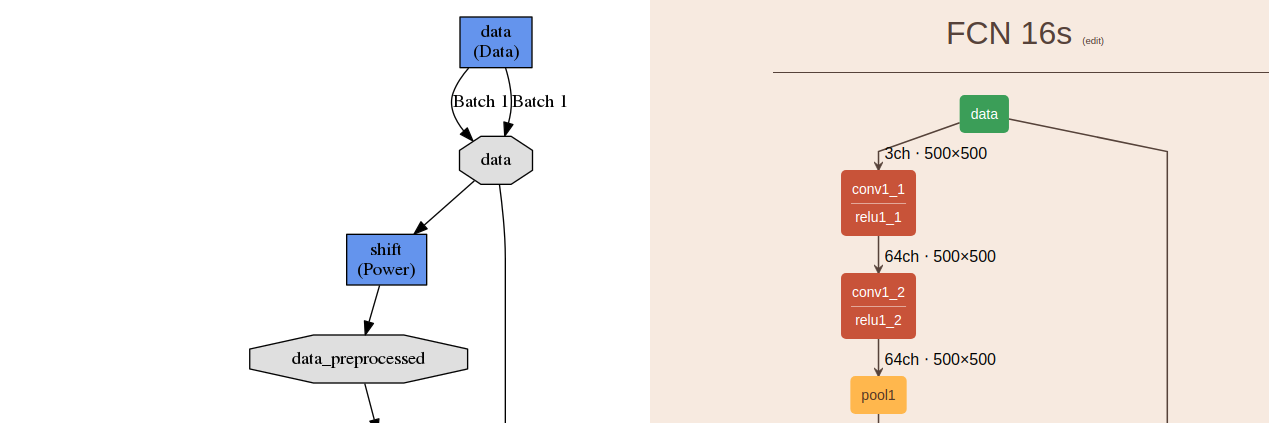 data
(Data)
Batch 1
Batch 1
data
shift
(Power)
data_preprocessed
FCN 16s (edit)
data
3ch · 500×500
conv1_1
relu1_1
64ch · 500×500
conv1_2
relu1_2
64ch · 500×500
pool1